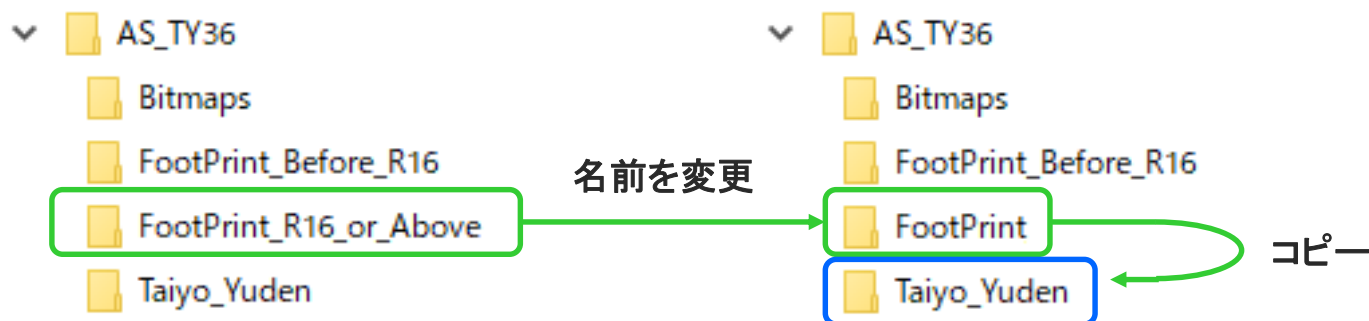 AS_TY36
Bitmaps
FootPrint_Before_R16
FootPrint_R16_or_Above
Taiyo_Yuden
名前を変更
AS_TY36
Bitmaps
FootPrint_Before_R16
FootPrint
Taiyo_Yuden
コピー